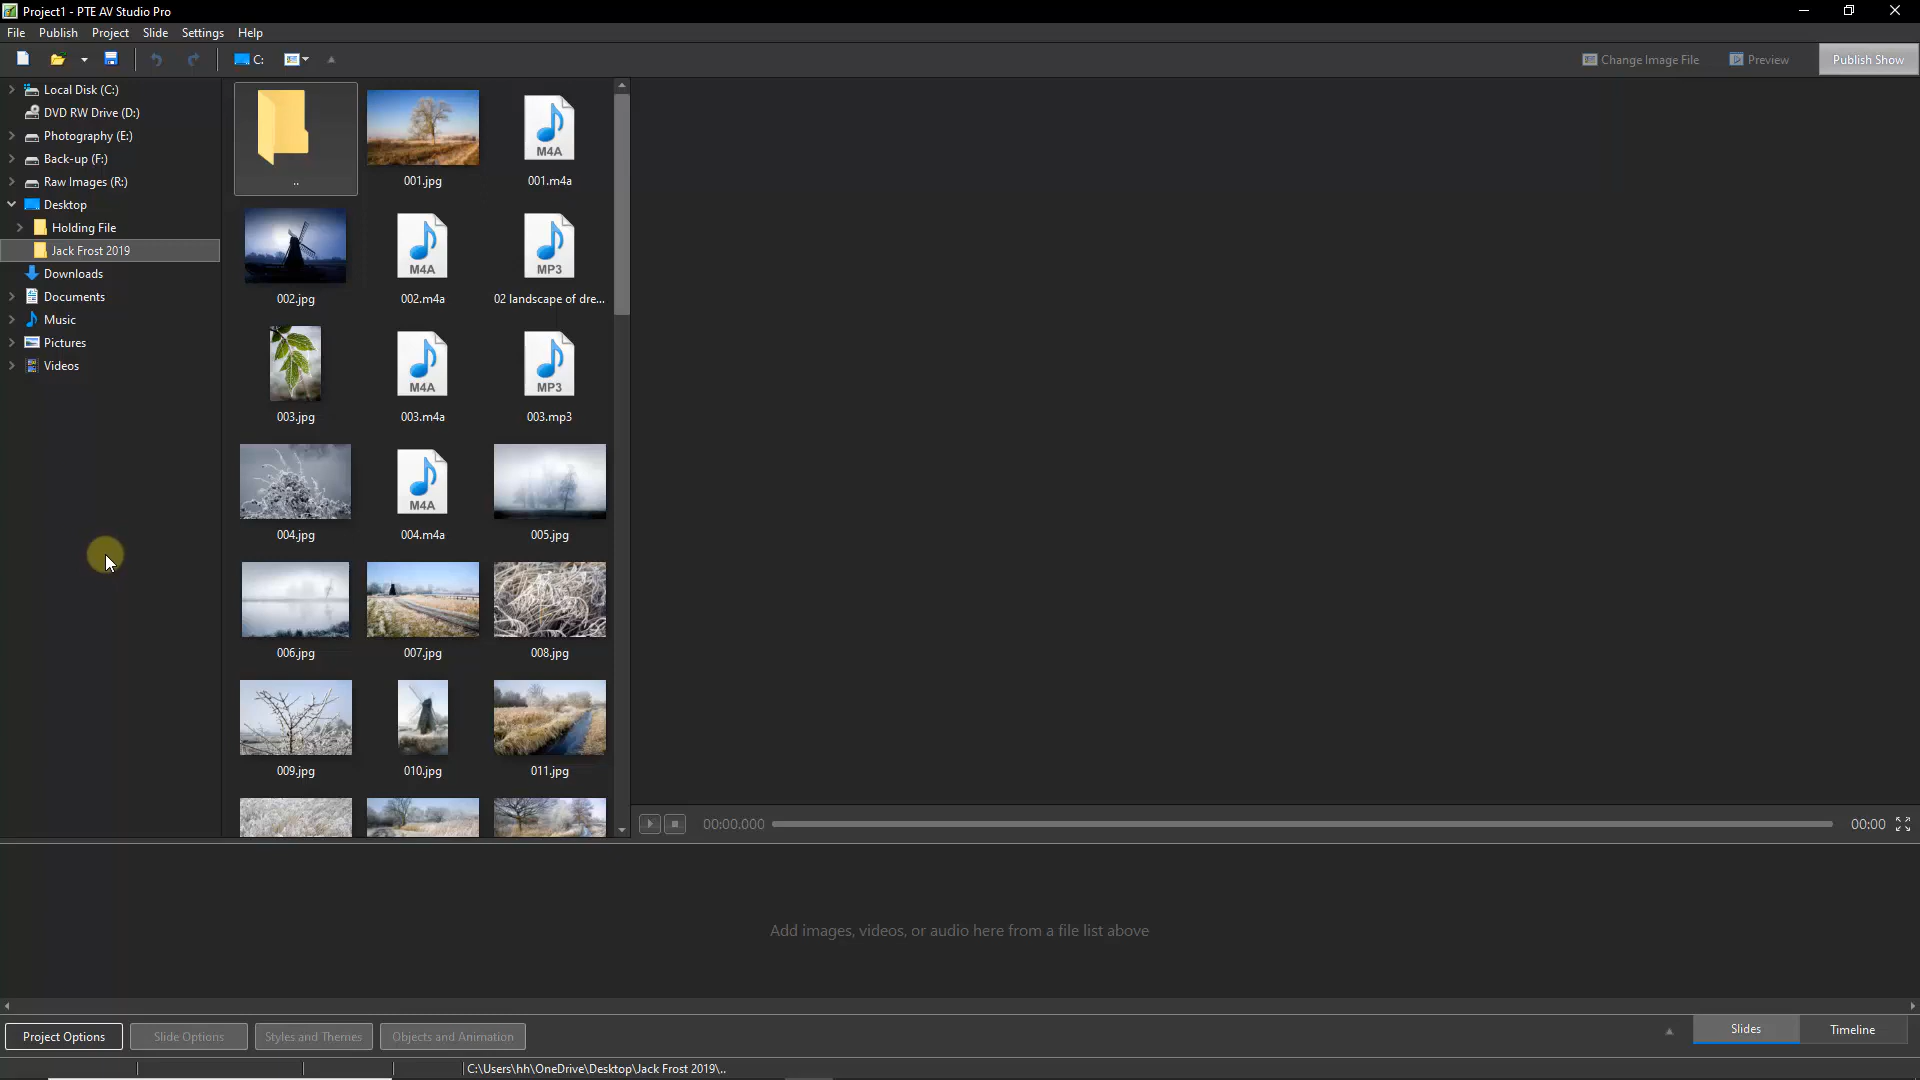 Project1 - PTE AV Studio Pro
File Publish Project Slide Settings Help
C: Change Image File Preview Publish Show
Local Disk (C:)
DVD RW Drive (D:)
Photography (E:)
Back-up (F:)
Raw Images (R:)
Desktop
Holding File
Jack Frost 2019
Downloads
Documents
Music
Pictures
Videos
M4A
.. 001.jpg 001.m4a
M4A MP3
002.jpg 002.m4a 02 landscape of dre...
M4A MP3
003.jpg 003.m4a 003.mp3
M4A
004.jpg 004.m4a 005.jpg
006.jpg 007.jpg 008.jpg
009.jpg 010.jpg 011.jpg
00:00.000 00:00
Add images, videos, or audio here from a file list above
Project Options Slide Options Styles and Themes Objects and Animation Slides Timeline
C:\Users\hh\OneDrive\Desktop\Jack Frost 2019\..